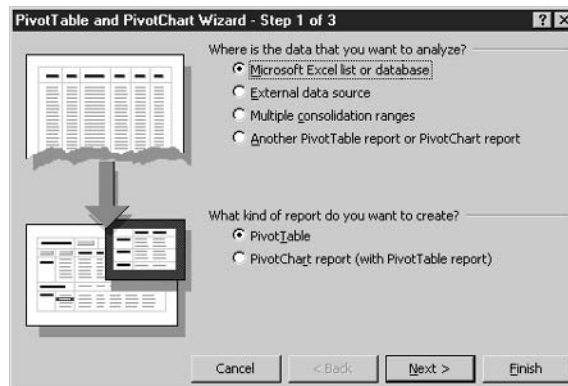 PivotTable and PivotChart Wizard - Step 1 of 3
Where is the data that you want to analyze?
Microsoft Excel list or database
External data source
Multiple consolidation ranges
Another PivotTable report or PivotChart report
What kind of report do you want to create?
PivotTable
PivotChart report (with PivotTable report)
Cancel < Back Next > Finish